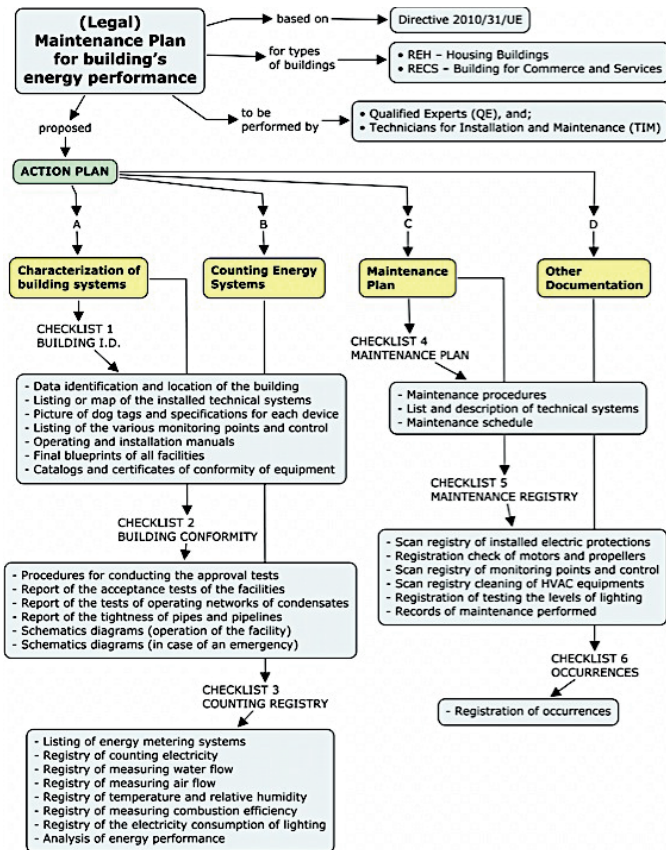 (Legal)
Maintenance Plan
for building's
energy performance
based on
Directive 2010/31/UE
for types
of buildings
• REH – Housing Buildings
• RECS – Building for Commerce and Services
to be
performed by
• Qualified Experts (QE), and;
• Technicians for Installation and Maintenance (TIM)
proposed
ACTION PLAN
A
B
C
D
Characterization of
building systems
Counting Energy
Systems
Maintenance
Plan
Other
Documentation
CHECKLIST 1
BUILDING I.D.
- Data identification and location of the building
- Listing or map of the installed technical systems
- Picture of dog tags and specifications for each device
- Listing of the various monitoring points and control
- Operating and installation manuals
- Final blueprints of all facilities
- Catalogs and certificates of conformity of equipment
CHECKLIST 2
BUILDING CONFORMITY
- Procedures for conducting the approval tests
- Report of the acceptance tests of the facilities
- Report of the tests of operating networks of condensates
- Report of the tightness of pipes and pipelines
- Schematics diagrams (operation of the facility)
- Schematics diagrams (in case of an emergency)
CHECKLIST 3
COUNTING REGISTRY
- Listing of energy metering systems
- Registry of counting electricity
- Registry of measuring water flow
- Registry of measuring air flow
- Registry of temperature and relative humidity
- Registry of measuring combustion efficiency
- Registry of the electricity consumption of lighting
- Analysis of energy performance
CHECKLIST 4
MAINTENANCE PLAN
- Maintenance procedures
- List and description of technical systems
- Maintenance schedule
CHECKLIST 5
MAINTENANCE REGISTRY
- Scan registry of installed electric protections
- Registration check of motors and propellers
- Scan registry of monitoring points and control
- Scan registry cleaning of HVAC equipments
- Registration of testing the levels of lighting
- Records of maintenance performed
CHECKLIST 6
OCCURRENCES
- Registration of occurrences